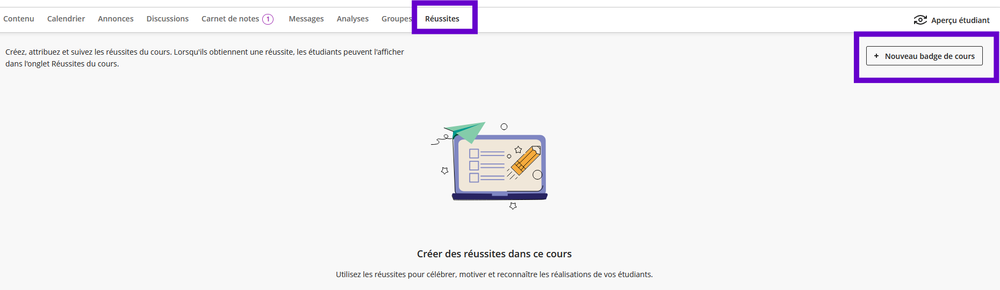 Contenu Calendrier Annonces Discussions Carnet de notes 1 Messages Analyses Groupes Réussites
Aperçu étudiant
Créez, attribuez et suivez les réussites du cours. Lorsqu'ils obtiennent une réussite, les étudiants peuvent l'afficher
dans l'onglet Réussites du cours.
+ Nouveau badge de cours
Créer des réussites dans ce cours
Utilisez les réussites pour célébrer, motiver et reconnaître les réalisations de vos étudiants.